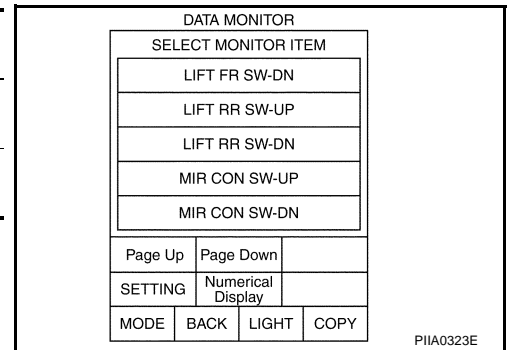 DATA MONITOR
SELECT MONITOR ITEM
LIFT FR SW-DN
LIFT RR SW-UP
LIFT RR SW-DN
MIR CON SW-UP
MIR CON SW-DN
Page Up Page Down
SETTING Numerical
Display
MODE BACK LIGHT COPY
PIIA0323E